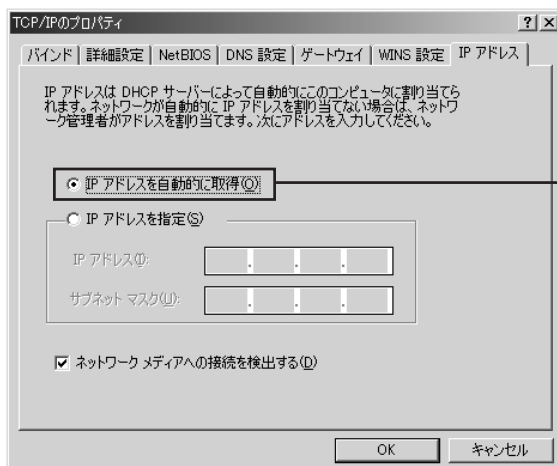 TCP/IPのプロパティ
? ×
バインド 詳細設定 NetBIOS DNS 設定 ゲートウェイ WINS 設定 IP アドレス
IP アドレスは DHCP サーバーによって自動的にこのコンピュータに割り当てら
れます。ネットワークが自動的に IP アドレスを割り当てない場合は、ネットワ
ーク管理者がアドレスを割り当てます。次にアドレスを入力してください。
IP アドレスを自動的に取得(O)
IP アドレスを指定(S)
IP アドレス(I):
サブネット マスク(U):
ネットワーク メディアへの接続を検出する(D)
OK キャンセル